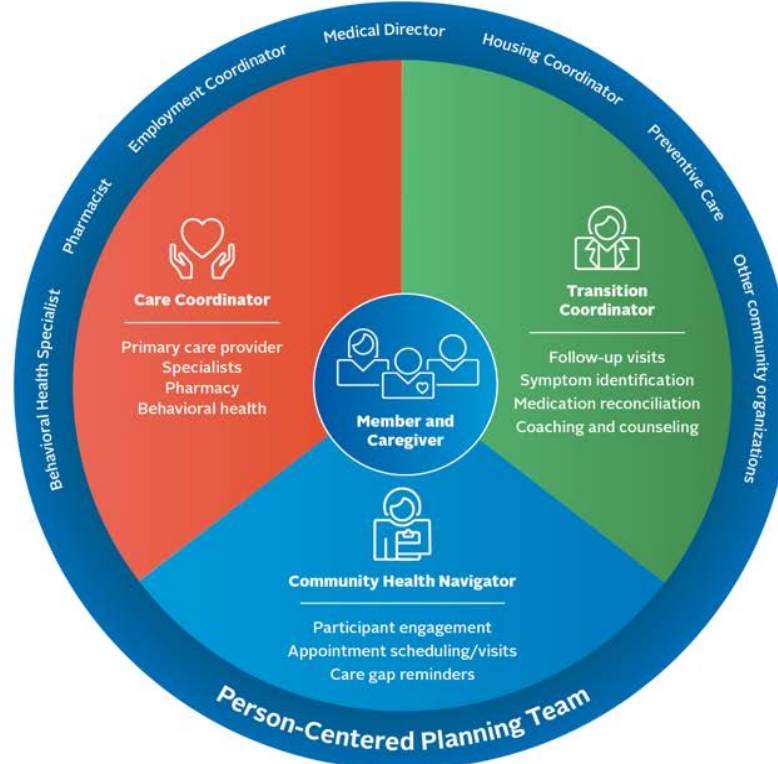 Behavioral Health Specialist
Pharmacist
Employment Coordinator
Medical Director
Housing Coordinator
Preventive Care
Other community organizations
Care Coordinator
Primary care provider
Specialists
Pharmacy
Behavioral health
Transition
Coordinator
Follow-up visits
Symptom identification
Medication reconciliation
Coaching and counseling
Member and
Caregiver
Community Health Navigator
Participant engagement
Appointment scheduling/visits
Care gap reminders
Person-Centered Planning Team